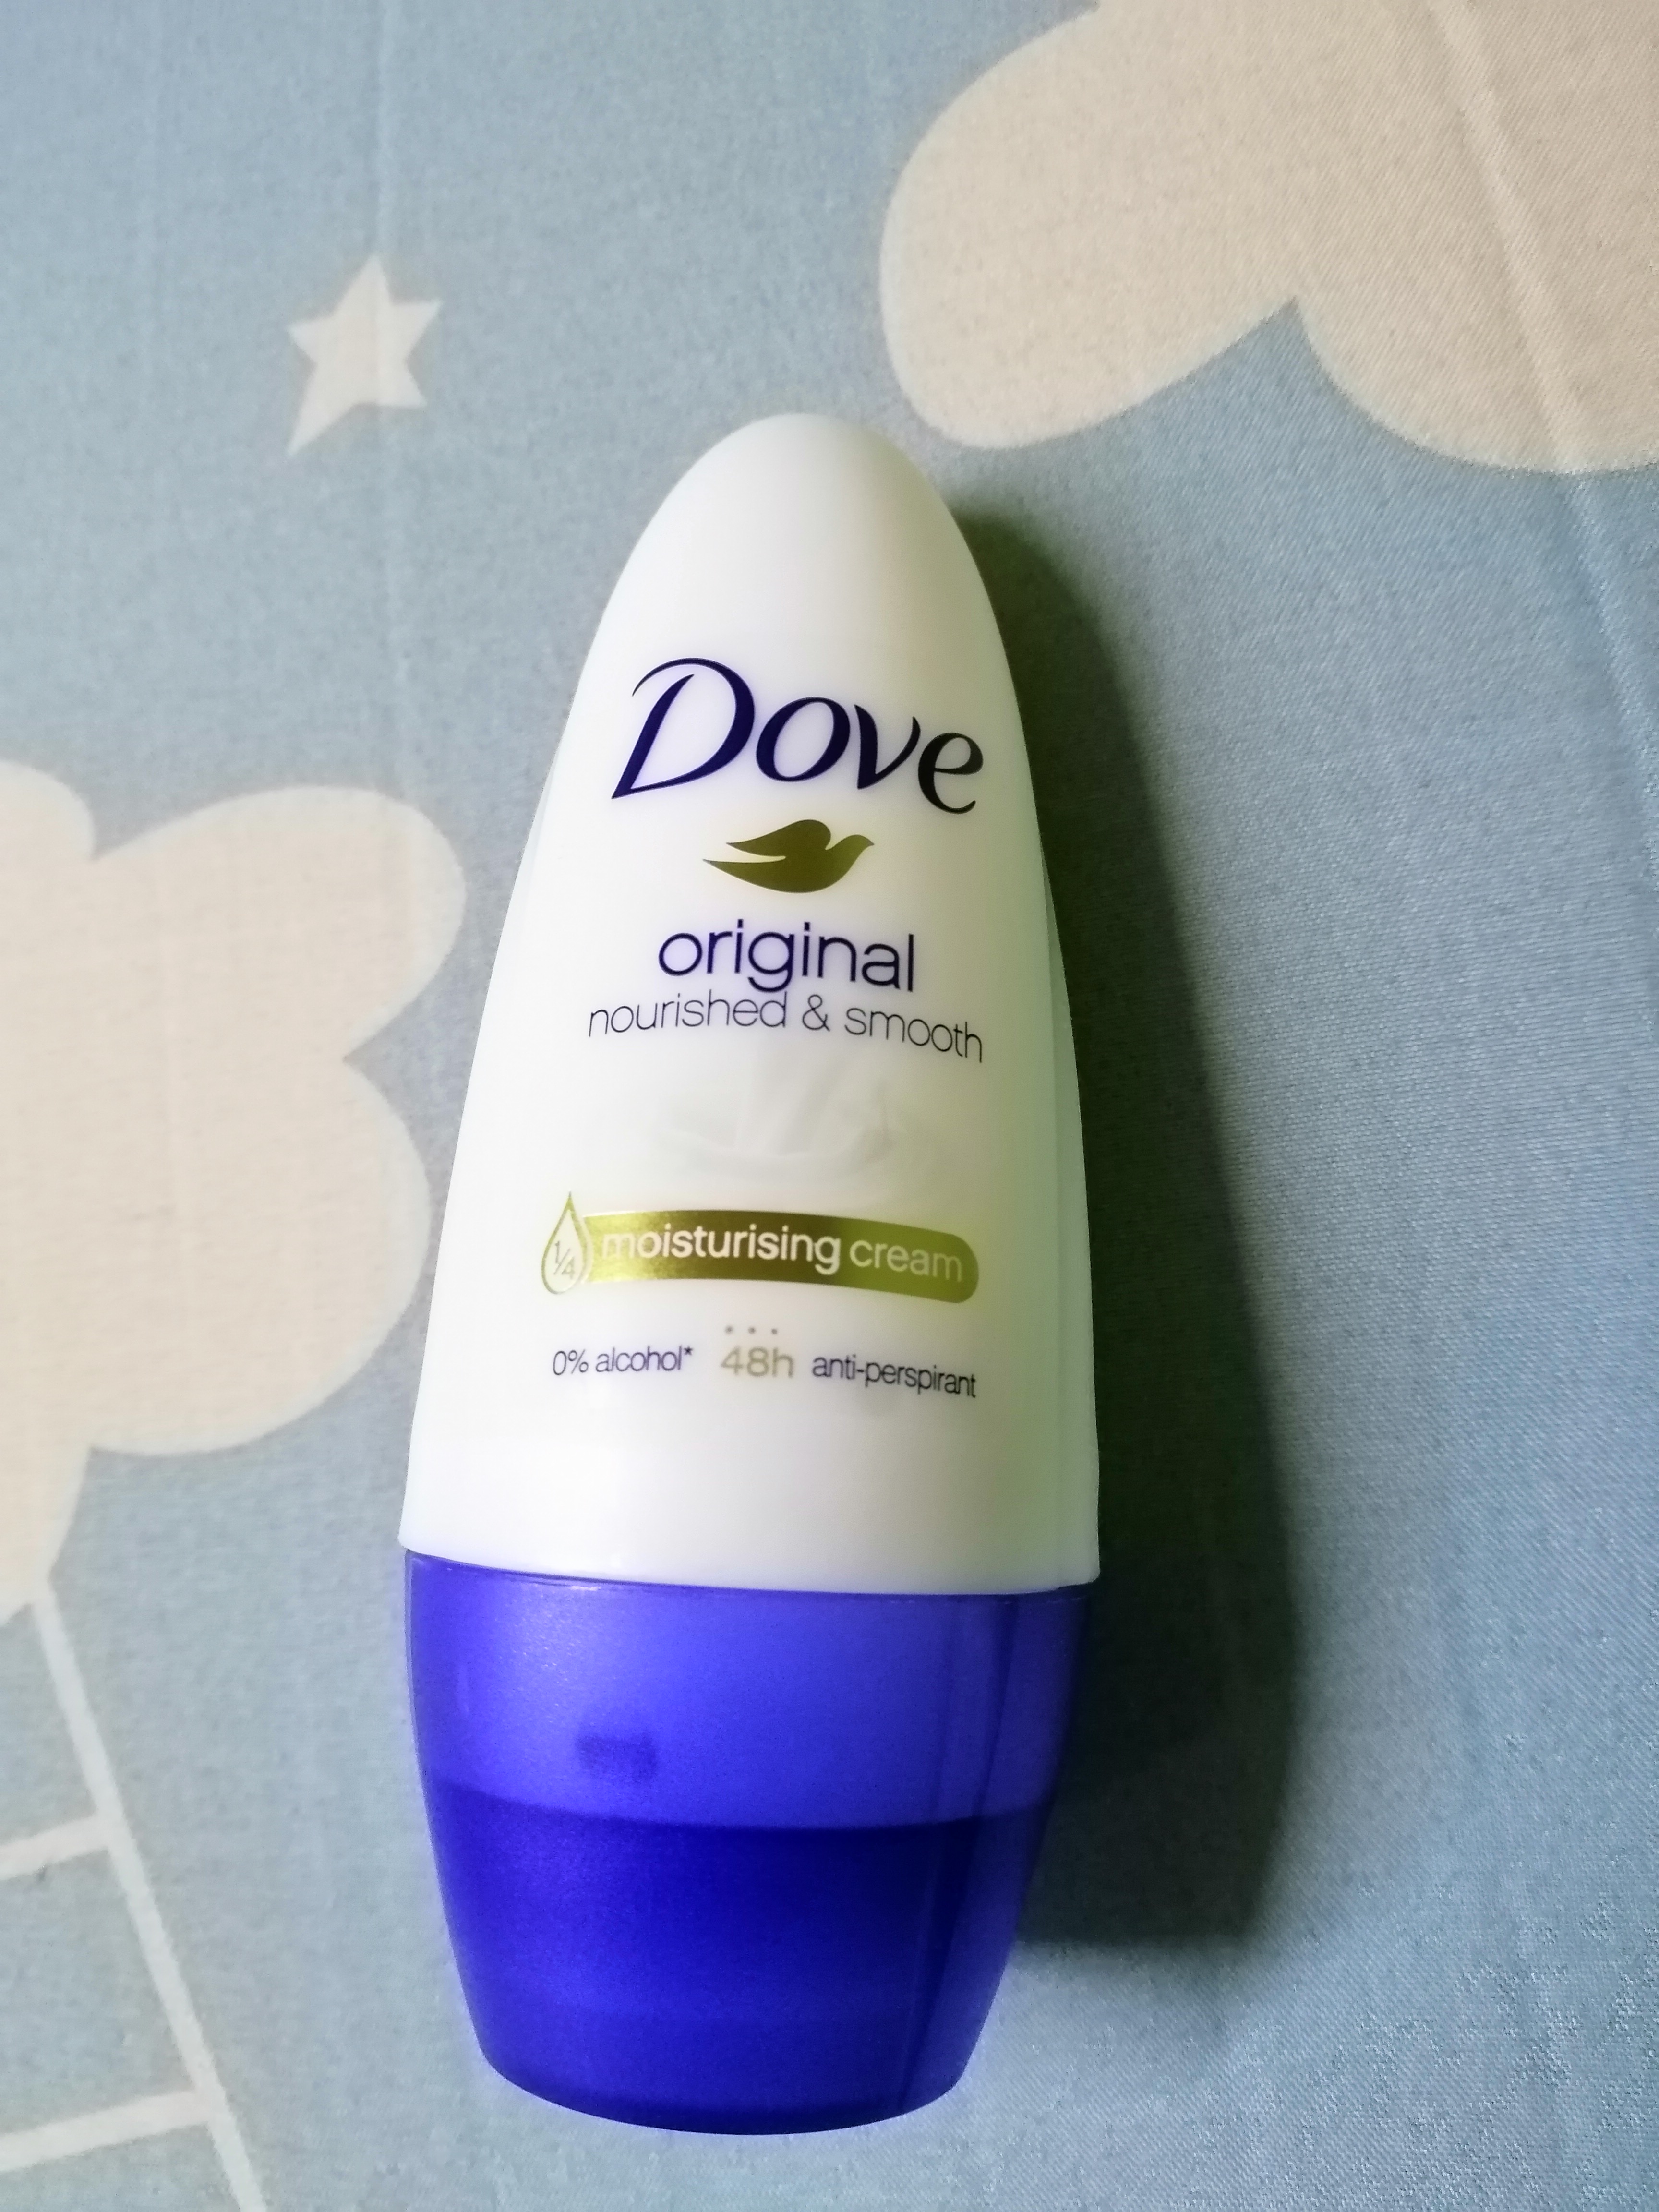 Dove
original
nourished & smooth
1/4 moisturising cream
0% alcohol* 48h anti-perspirant